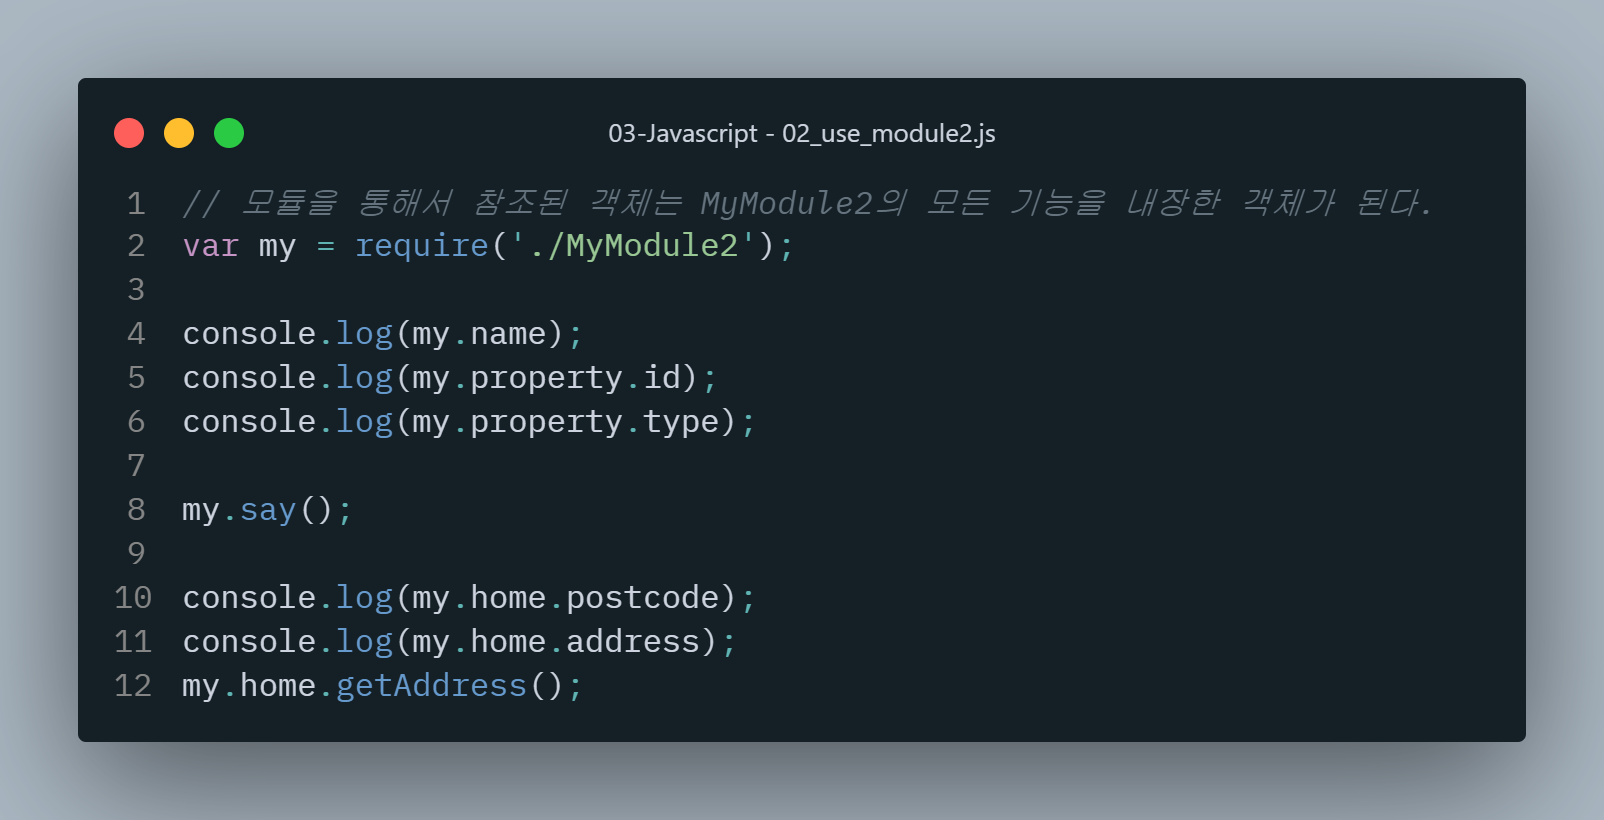 03-Javascript - 02_use_module2.js
1 // 모듈을 통해서 참조된 객체는 MyModule2의 모든 기능을 내장한 객체가 된다.
2 var my = require('./MyModule2');
3
4 console.log(my.name);
5 console.log(my.property.id);
6 console.log(my.property.type);
7
8 my.say();
9
10 console.log(my.home.postcode);
11 console.log(my.home.address);
12 my.home.getAddress();